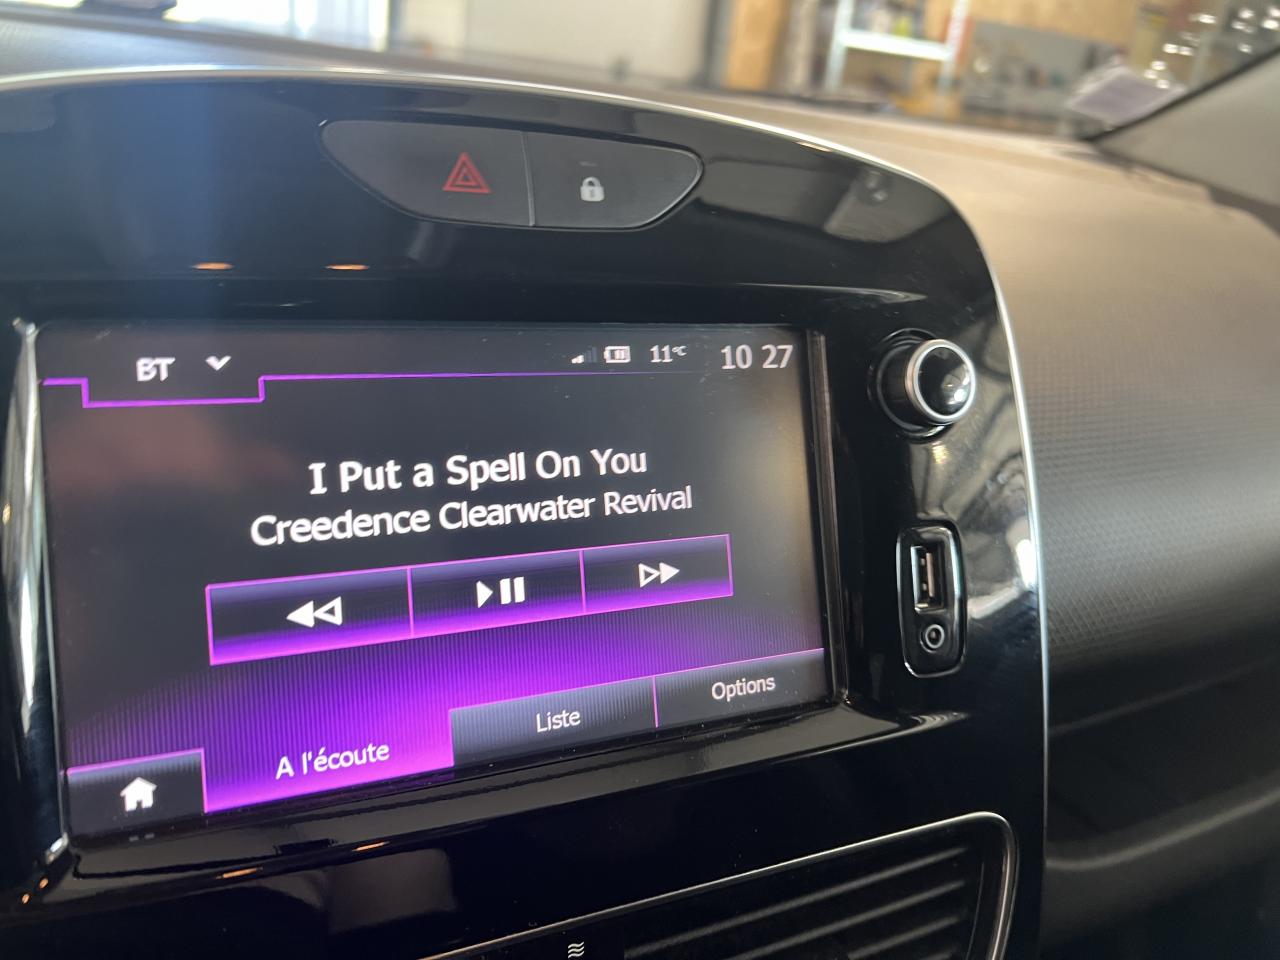 BT
11°C
10 27
I Put a Spell On You
Creedence Clearwater Revival
A l'écoute
Liste
Options